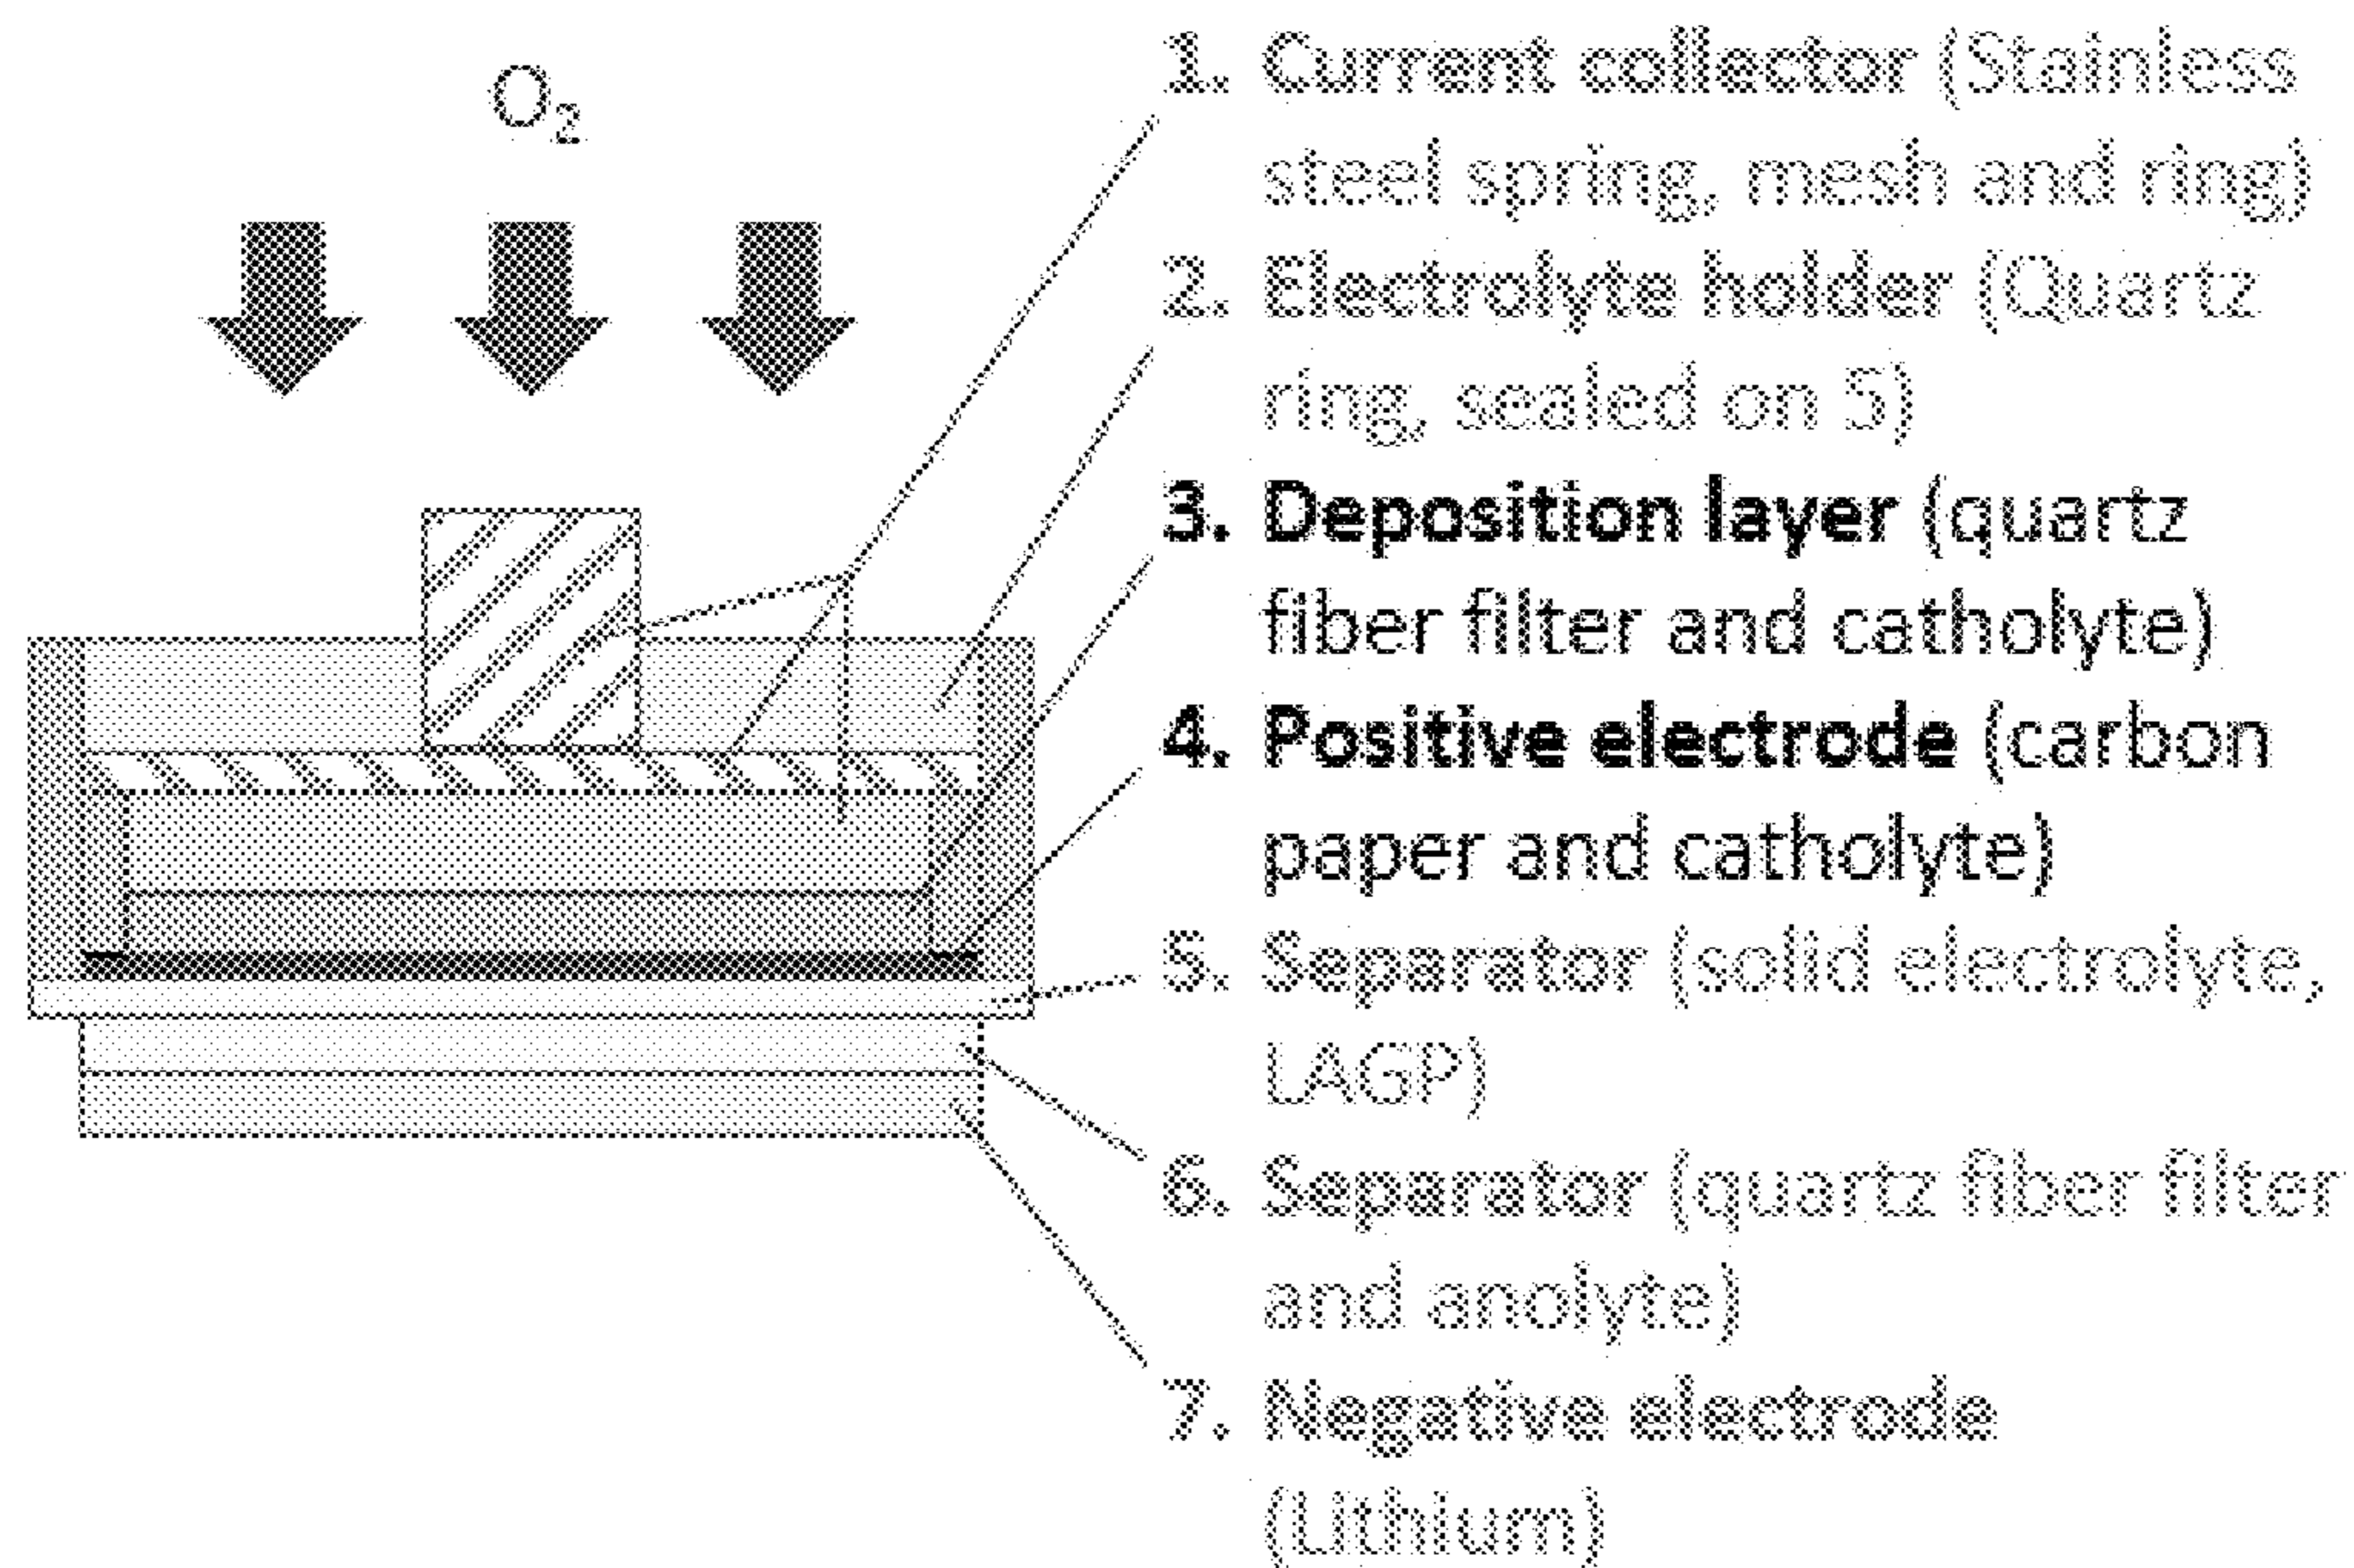 O₂
1. Current collector (Stainless
steel spring, mesh and ring)
2. Electrolyte holder (Quartz
ring, sealed on 5)
3. Deposition layer (quartz
fiber filter and catholyte)
4. Positive electrode (carbon
paper and catholyte)
5. Separator (solid electrolyte,
LAGP)
6. Separator (quartz fiber filter
and anolyte)
7. Negative electrode
(Lithium)